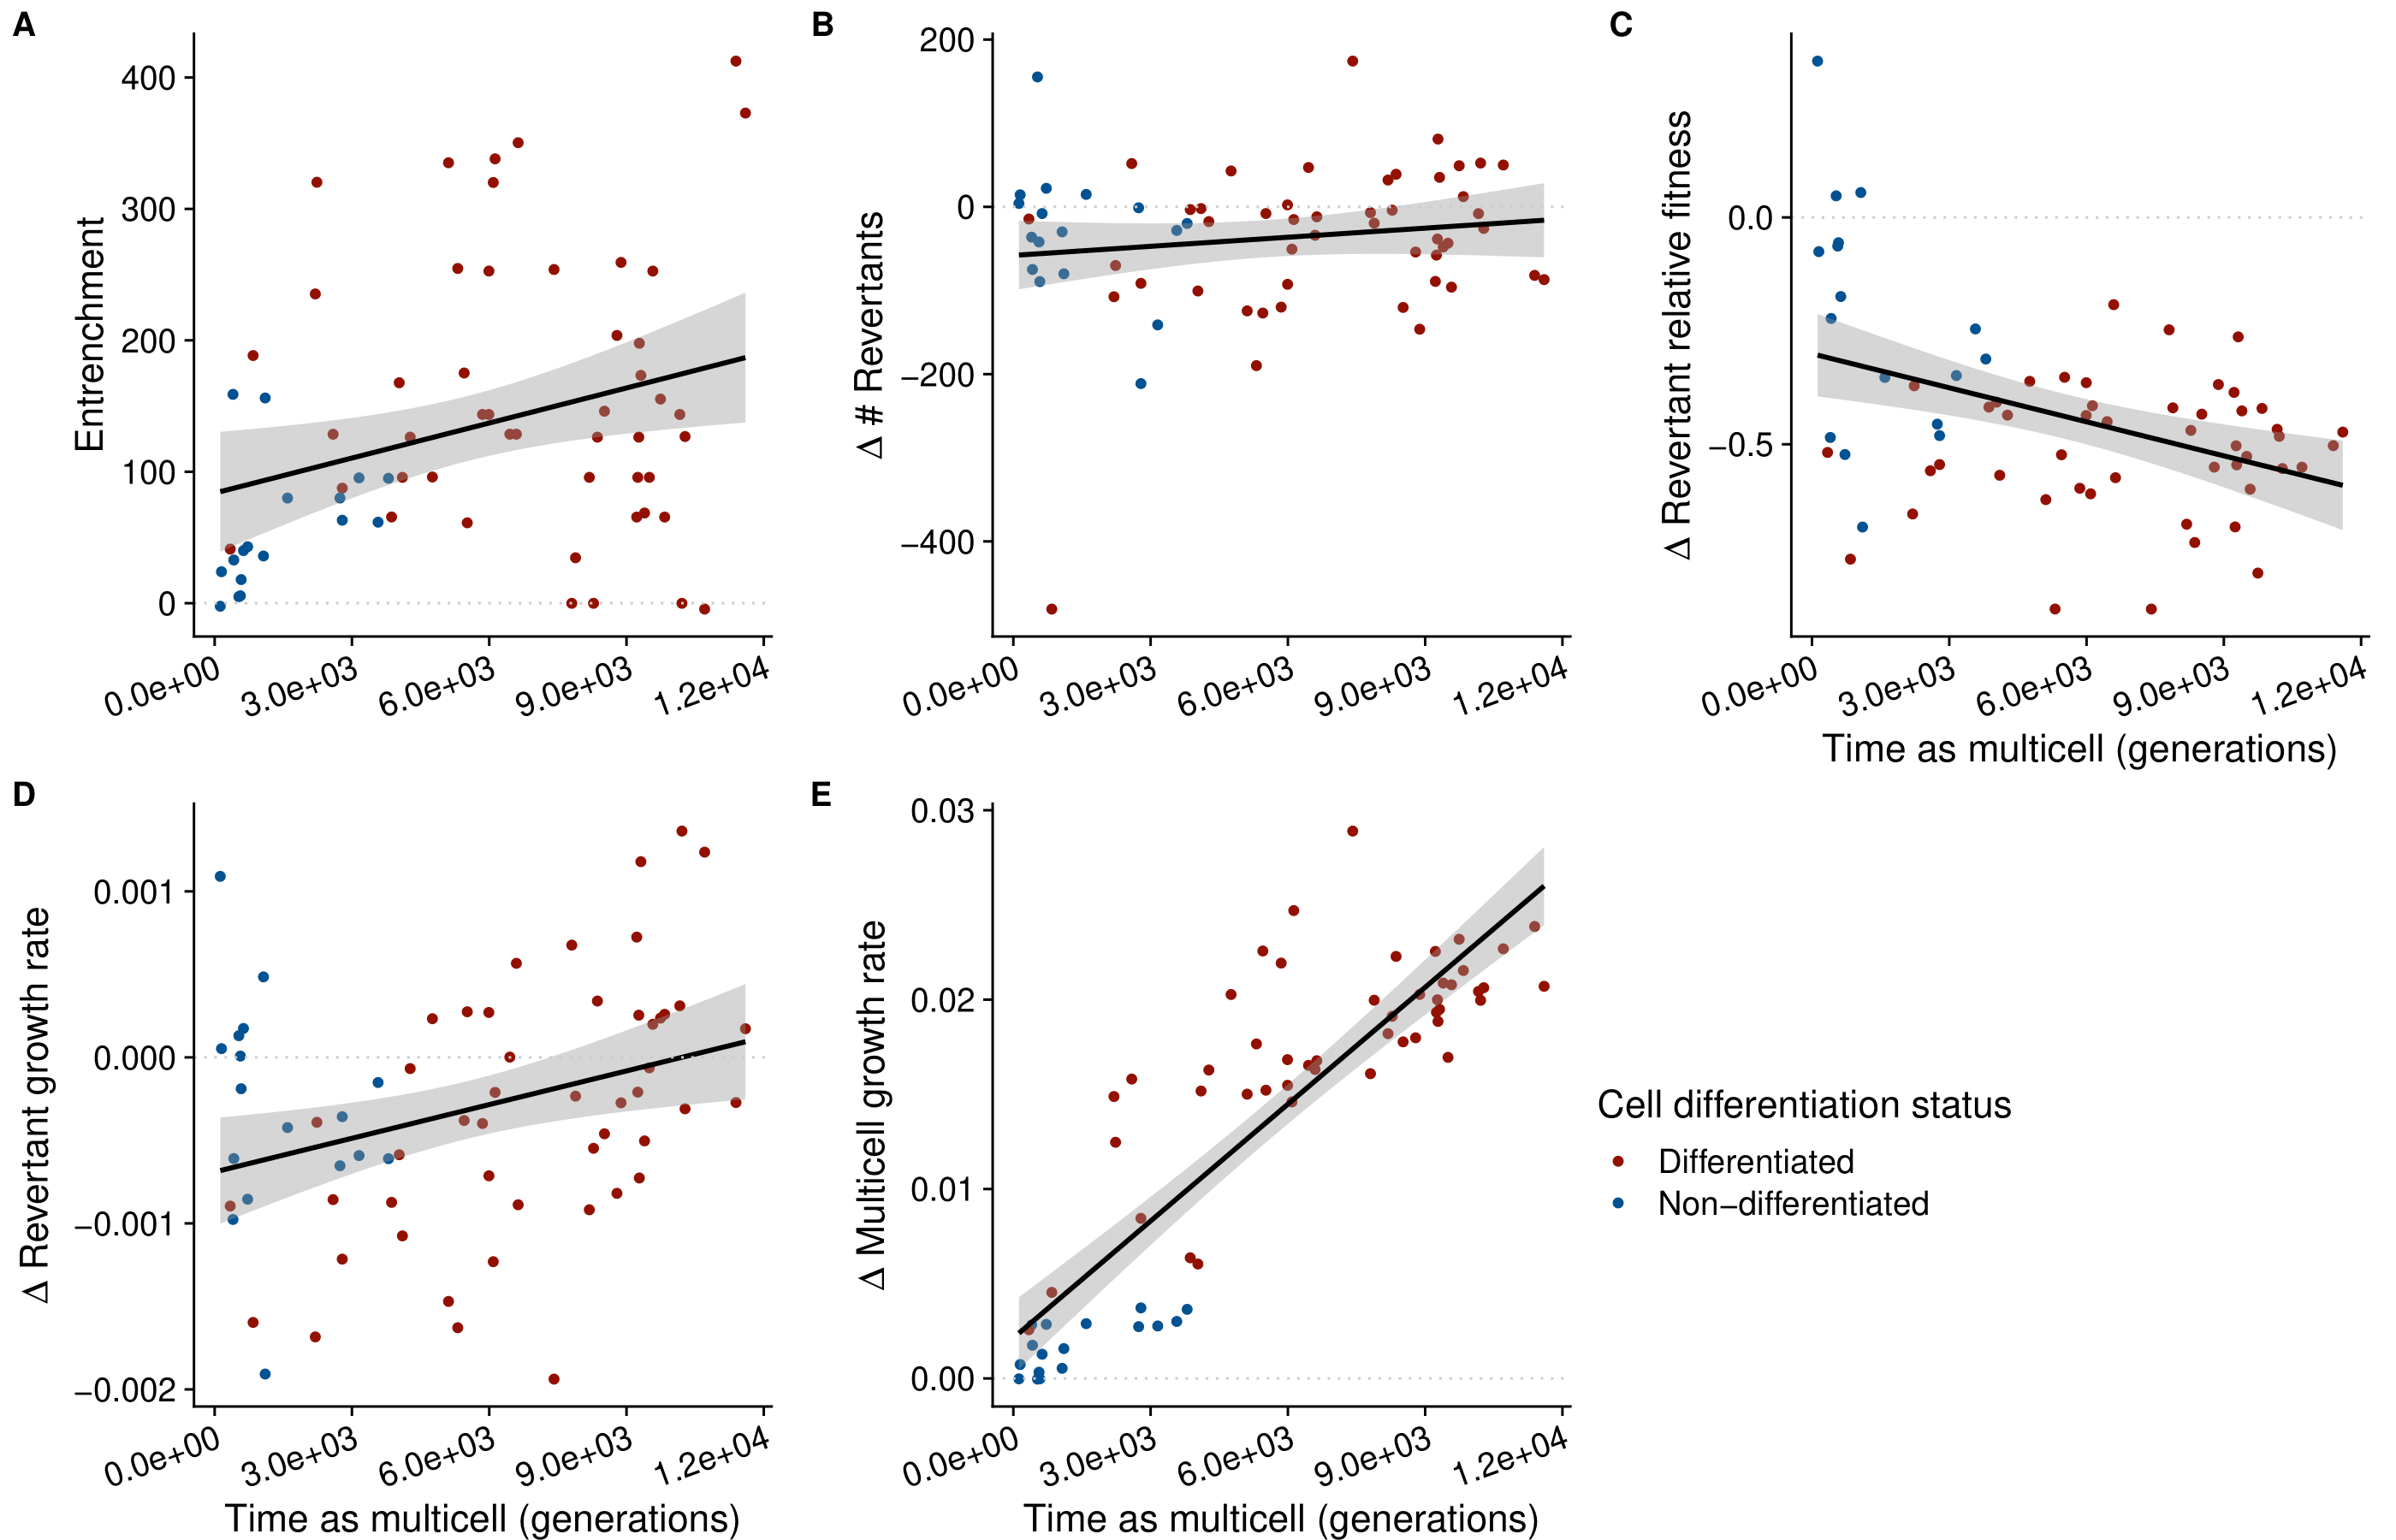 A
Entrenchment
400
300
200
100
0
0.0e+00
3.0e+03
6.0e+03
9.0e+03
1.2e+04
B
Δ # Revertants
200
0
−200
−400
0.0e+00
3.0e+03
6.0e+03
9.0e+03
1.2e+04
C
Δ Revertant relative fitness
0.0
−0.5
0.0e+00
3.0e+03
6.0e+03
9.0e+03
1.2e+04
Time as multicell (generations)
D
Δ Revertant growth rate
0.001
0.000
−0.001
−0.002
0.0e+00
3.0e+03
6.0e+03
9.0e+03
1.2e+04
Time as multicell (generations)
E
Δ Multicell growth rate
0.03
0.02
0.01
0.00
0.0e+00
3.0e+03
6.0e+03
9.0e+03
1.2e+04
Time as multicell (generations)
Cell differentiation status
Differentiated
Non−differentiated